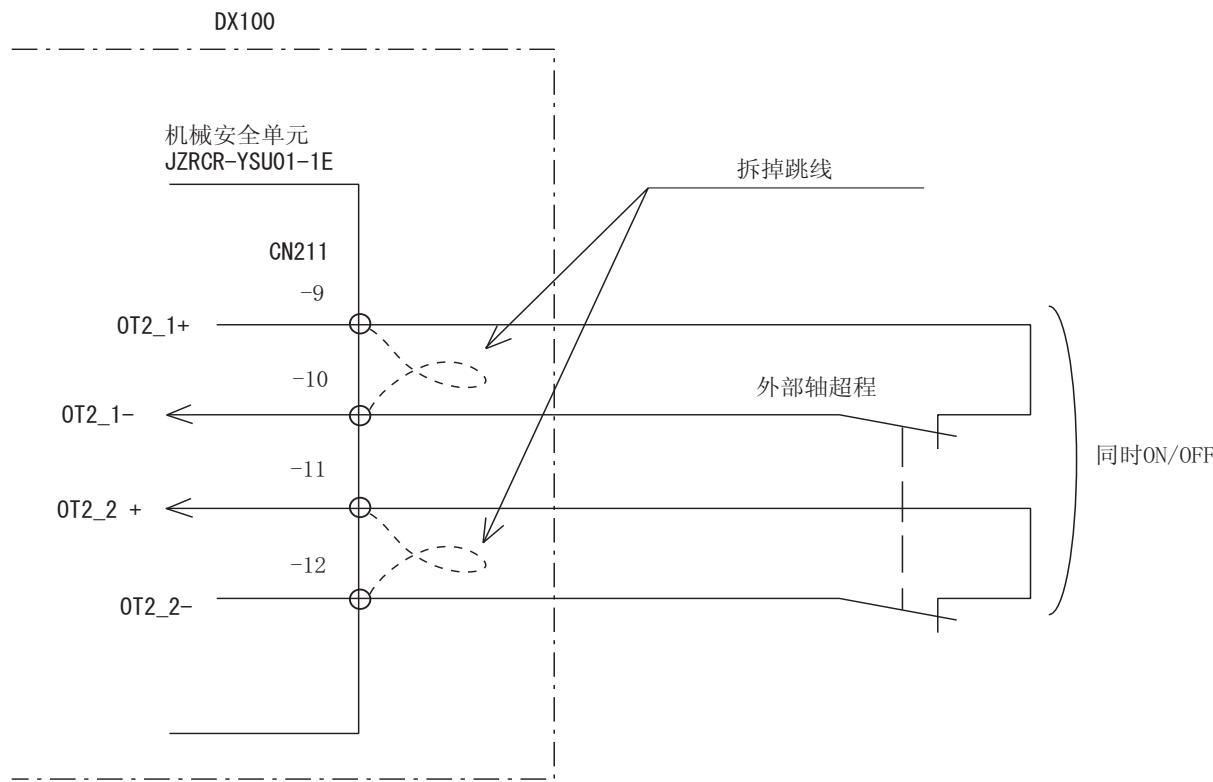 DX100
机械安全单元
JZRCR-YSU01-1E
拆掉跳线
CN211
-9
OT2_1+
-10
外部轴超程
OT2_1-
同时ON/OFF
-11
OT2_2 +
-12
OT2_2-